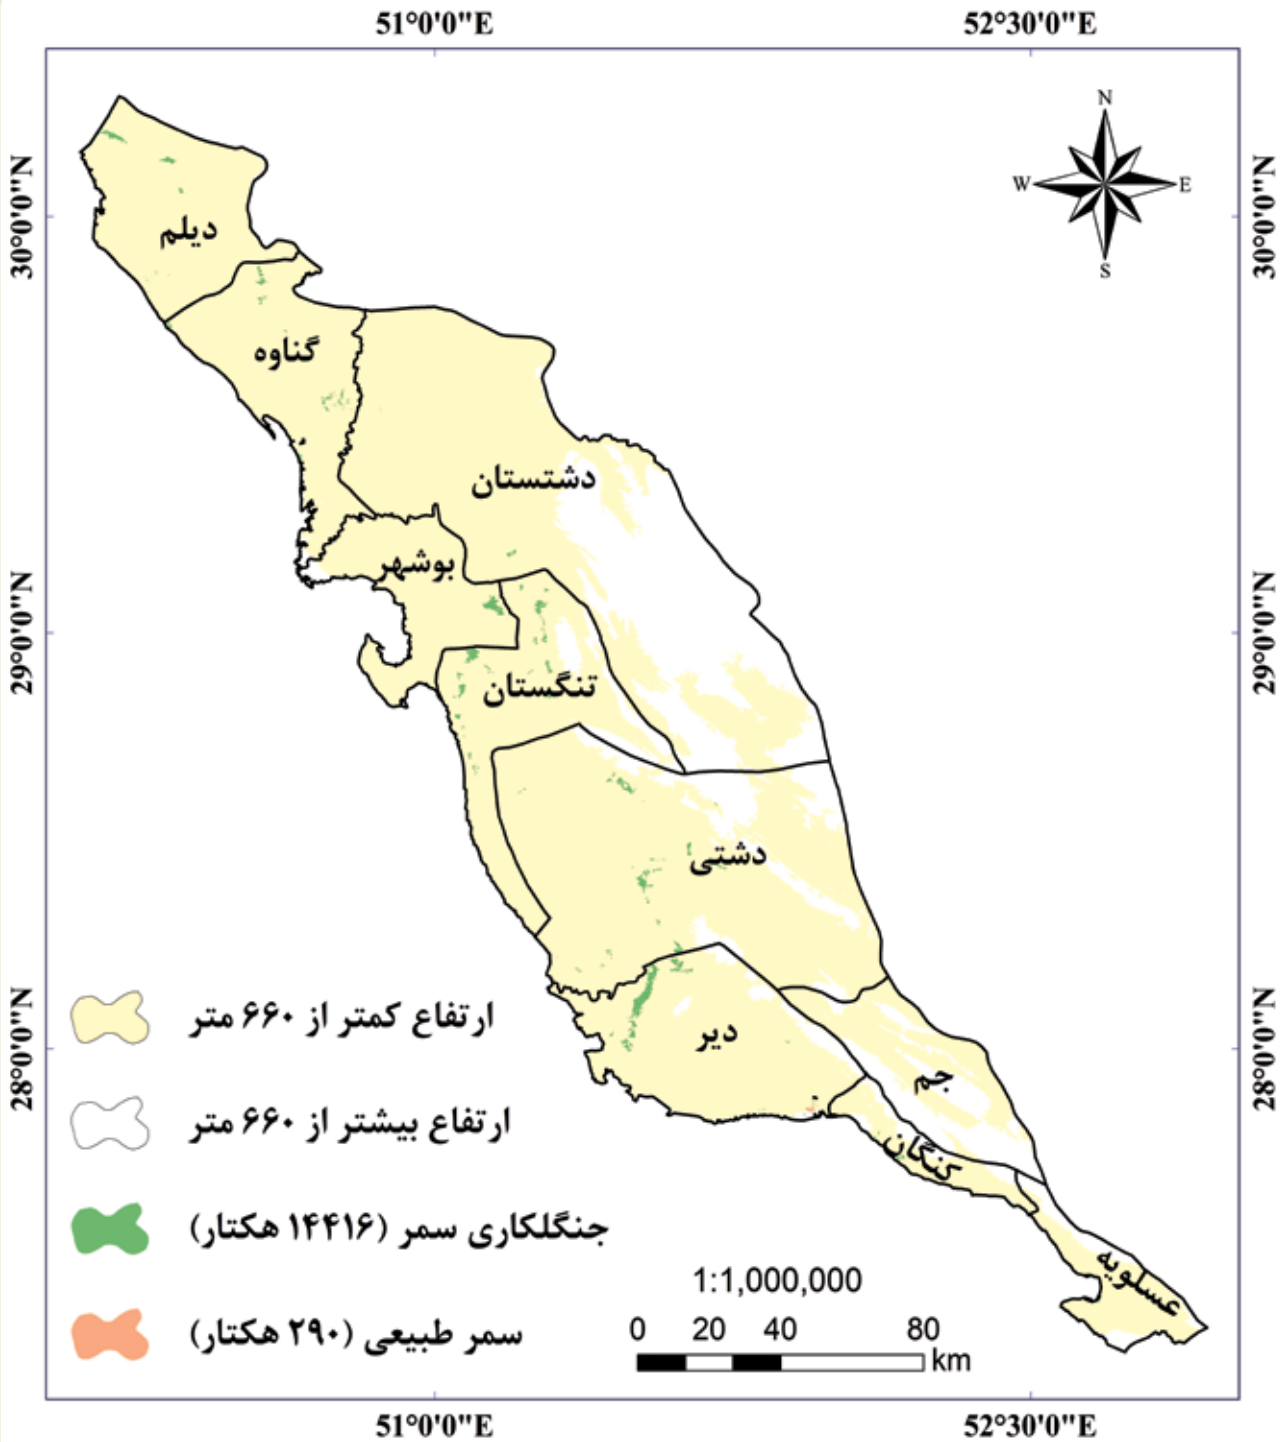 51°0'0"E
52°30'0"E
N
W
E
S
30°0'0"N
30°0'0"N
دیلم
گناوه
دشتستان
بوشهر
29°0'0"N
29°0'0"N
تنگستان
دشتی
28°0'0"N
28°0'0"N
دیر
جم
کنگان
عسلویه
ارتفاع کمتر از ۶۶۰ متر
ارتفاع بیشتر از ۶۶۰ متر
جنگلکاری سمر (۱۴۴۱۶ هکتار)
سمر طبیعی (۲۹۰ هکتار)
1:1,000,000
0 20 40 80
km
51°0'0"E
52°30'0"E